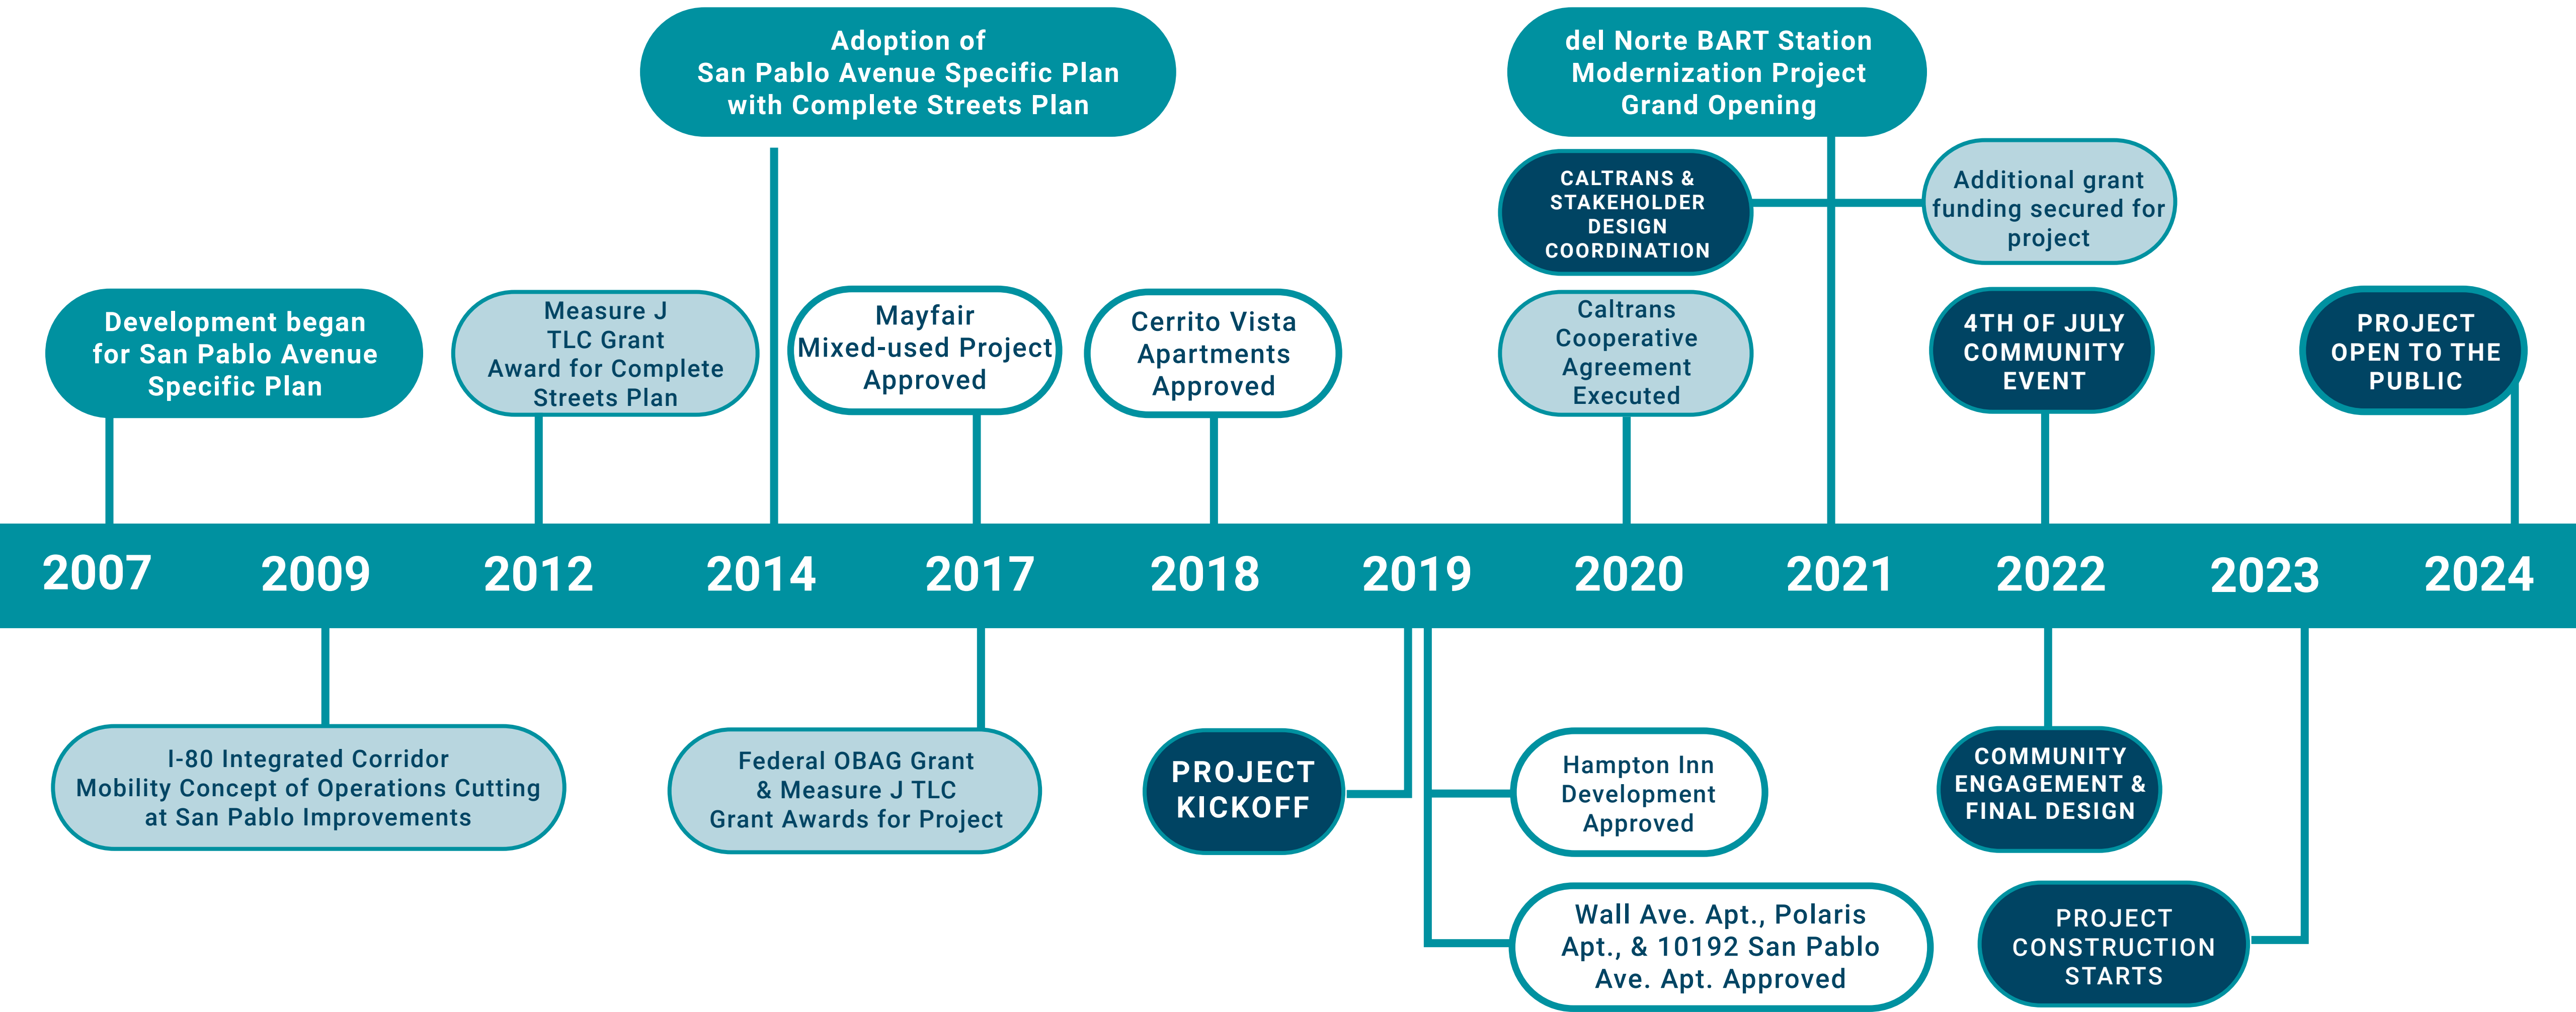 Adoption of
San Pablo Avenue Specific Plan
with Complete Streets Plan
del Norte BART Station
Modernization Project
Grand Opening
CALTRANS &
STAKEHOLDER
DESIGN
COORDINATION
Additional grant
funding secured for
project
Development began
for San Pablo Avenue
Specific Plan
Measure J
TLC Grant
Award for Complete
Streets Plan
Mayfair
Mixed-used Project
Approved
Cerrito Vista
Apartments
Approved
Caltrans
Cooperative
Agreement
Executed
4TH OF JULY
COMMUNITY
EVENT
PROJECT
OPEN TO THE
PUBLIC
2007 2009 2012 2014 2017 2018 2019 2020 2021 2022 2023 2024
I-80 Integrated Corridor
Mobility Concept of Operations Cutting
at San Pablo Improvements
Federal OBAG Grant
& Measure J TLC
Grant Awards for Project
PROJECT
KICKOFF
Hampton Inn
Development
Approved
COMMUNITY
ENGAGEMENT &
FINAL DESIGN
Wall Ave. Apt., Polaris
Apt., & 10192 San Pablo
Ave. Apt. Approved
PROJECT
CONSTRUCTION
STARTS